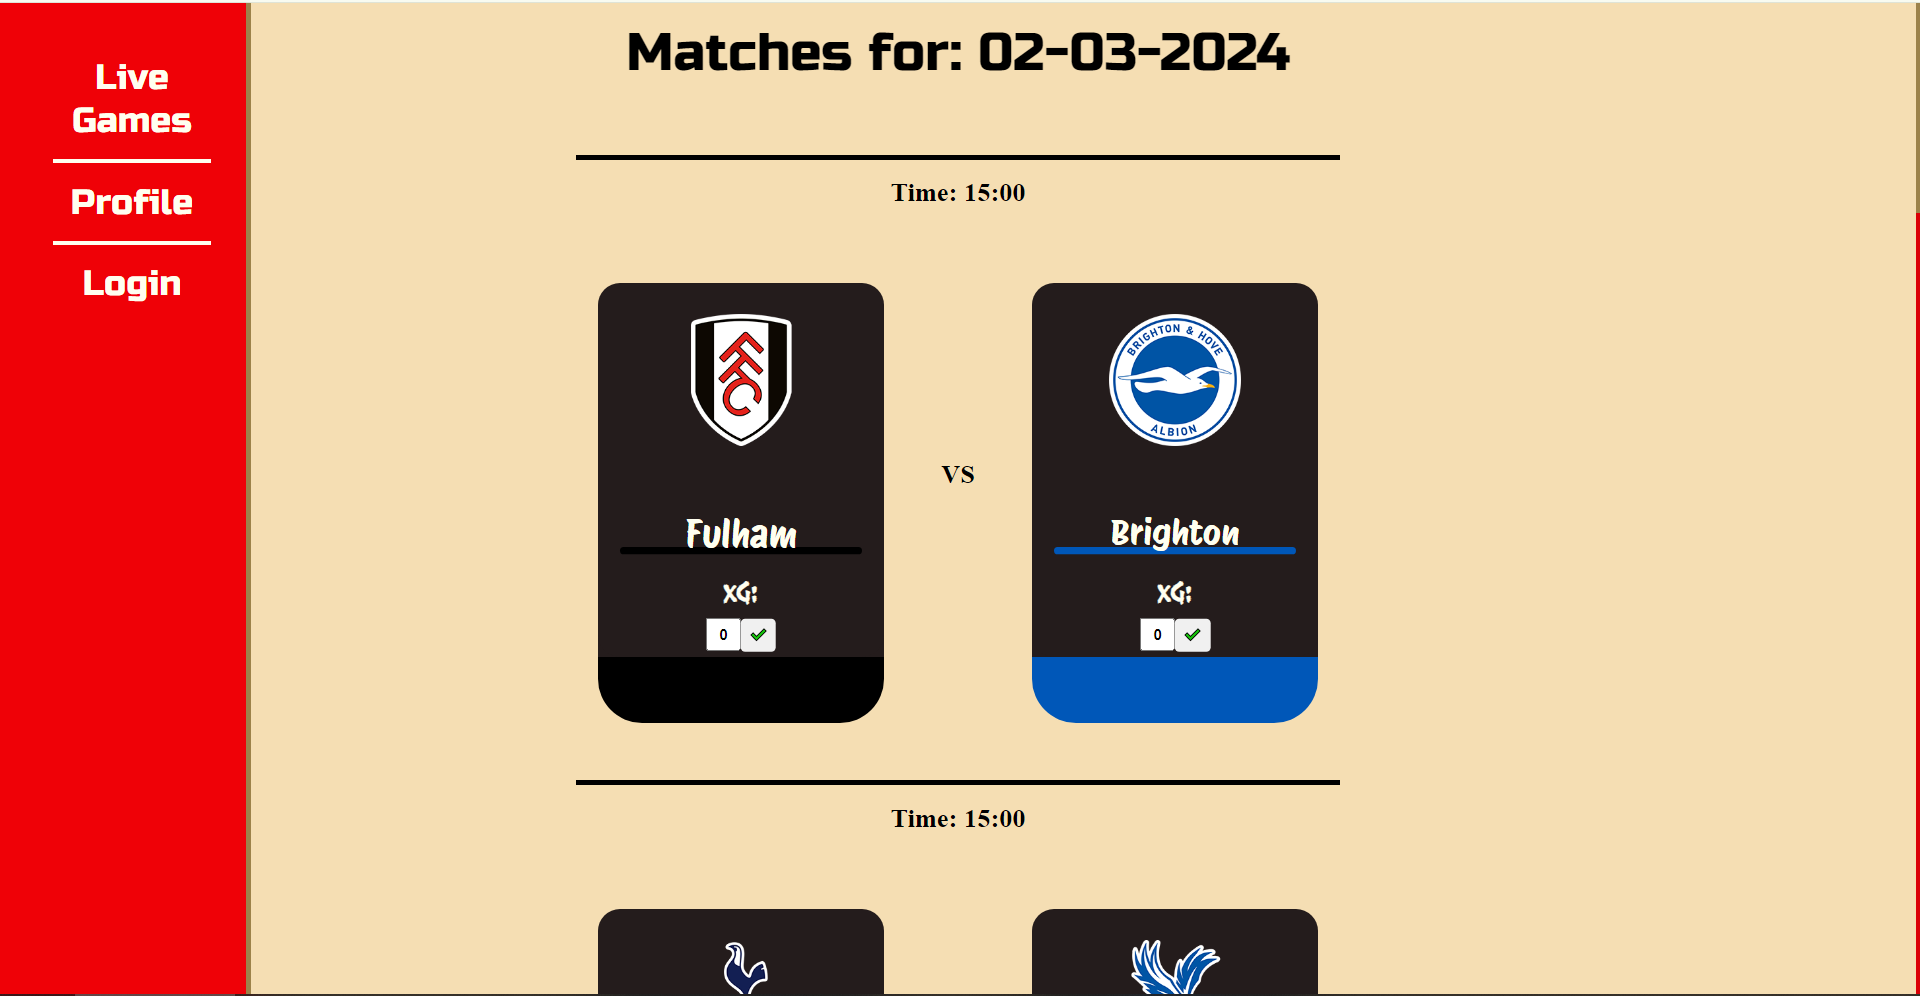 Live
Games
Profile
Login
Matches for: 02-03-2024
Time: 15:00
FFC
BRIGHTON & HOVE
ALBION
VS
Fulham
Brighton
XG:
XG:
0
0
Time: 15:00